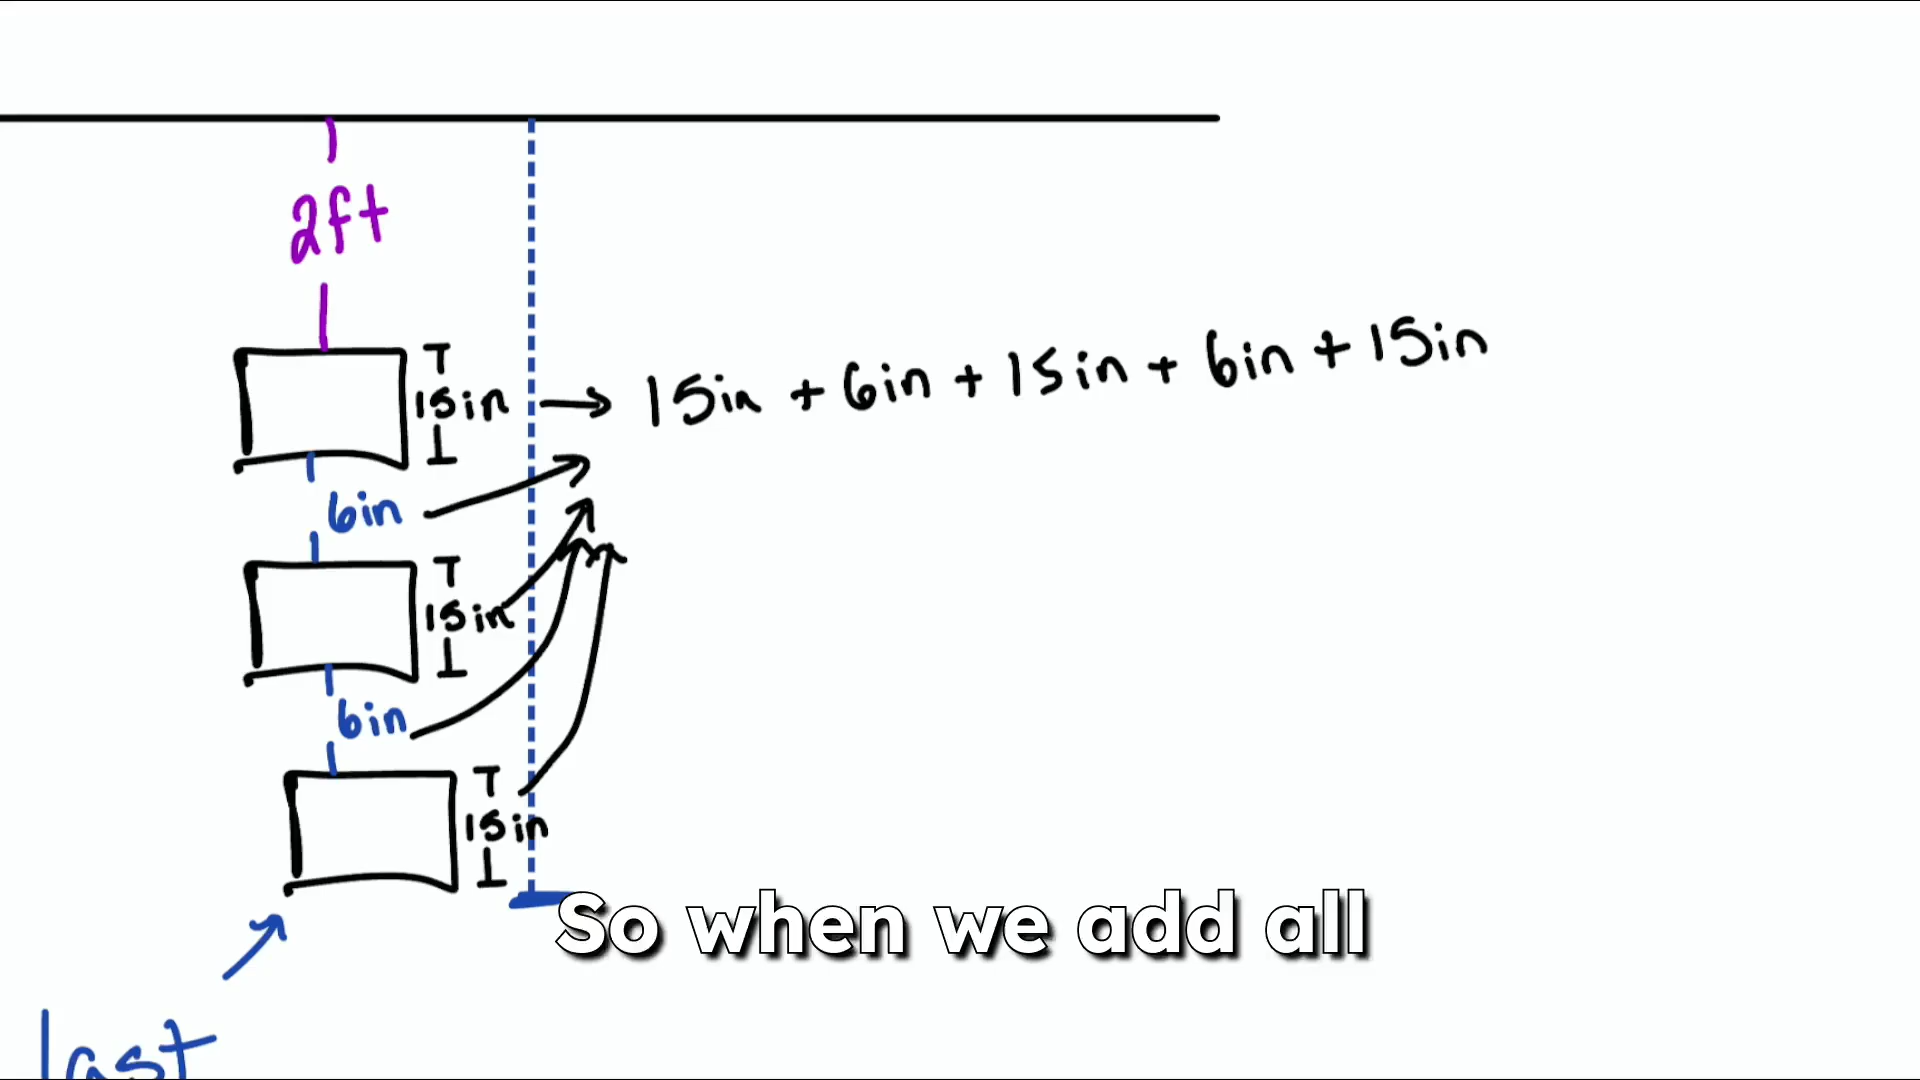 2ft
15in
15in + 6in + 15in + 6in + 15in
6in
15in
6in
15in
So when we add all
last